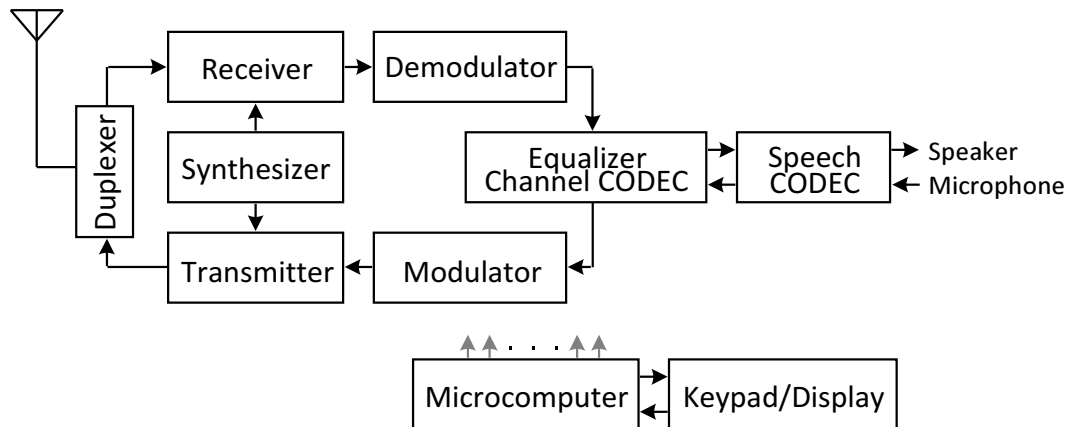 Receiver
Demodulator
Duplexer
Synthesizer
Equalizer
Channel CODEC
Speech
CODEC
Speaker
Microphone
Transmitter
Modulator
. . .
Microcomputer
Keypad/Display